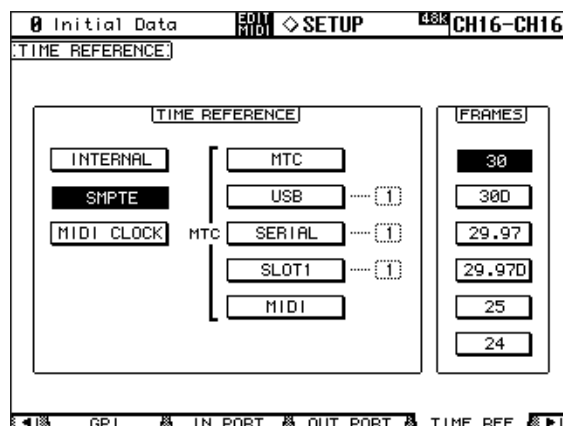 0 Initial Data EDIT MIDI ◇SETUP 48K CH16-CH16
TIME REFERENCE
TIME REFERENCE
FRAMES
INTERNAL
SMPTE
MIDI CLOCK
MTC
MTC
USB 1
SERIAL 1
SLOT1 1
MIDI
30
30D
29.97
29.97D
25
24
GPI IN PORT OUT PORT TIME REF